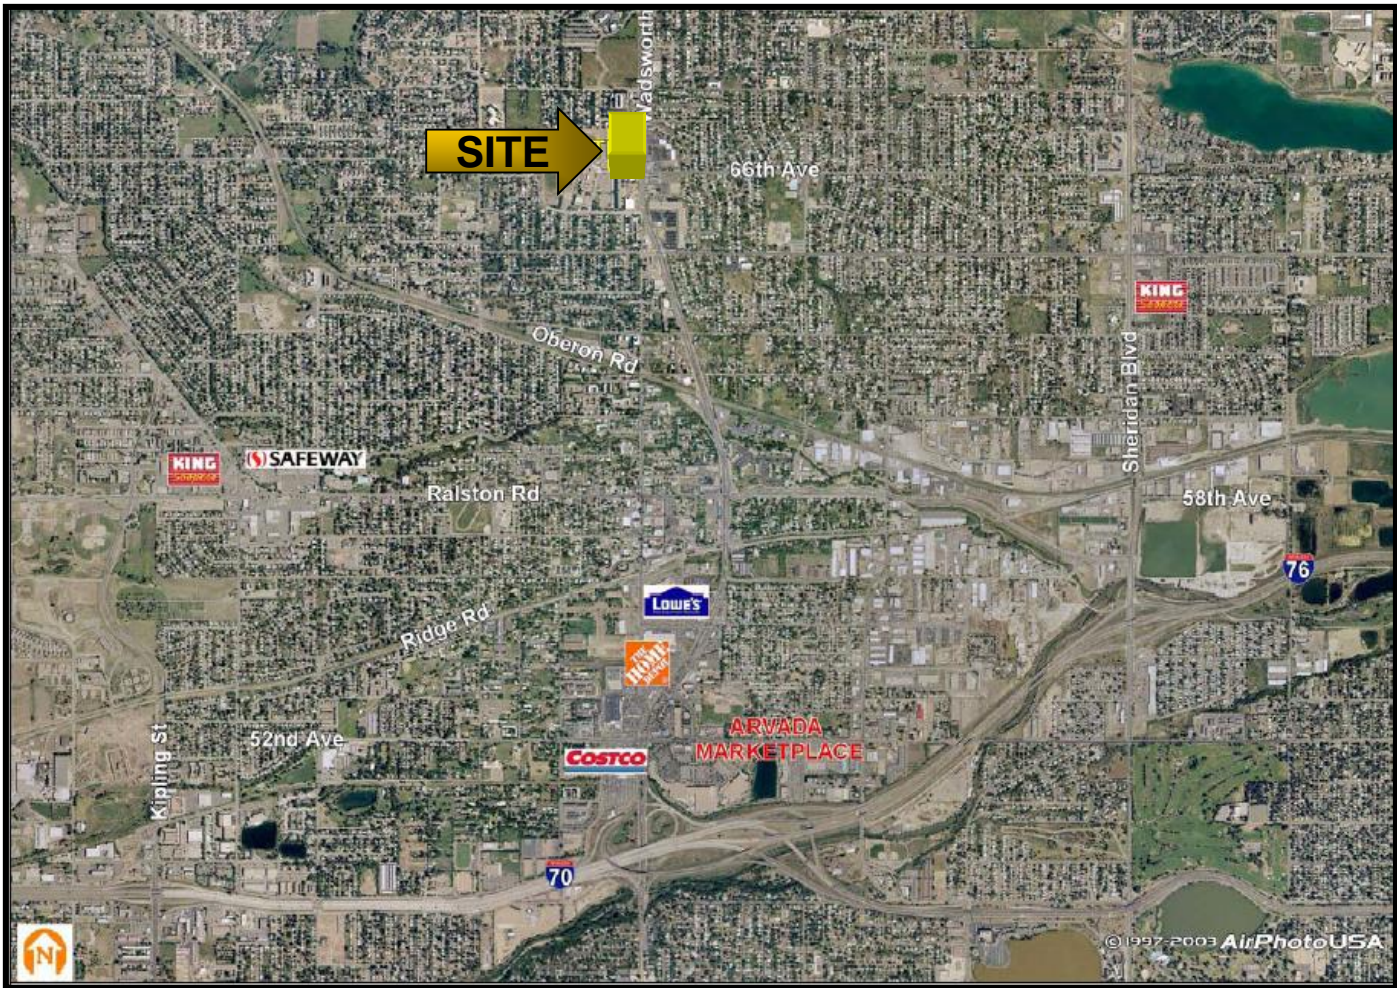 Wadsworth
SITE
66th Ave
KING
Soopers
Oberon Rd
Sheridan Blvd
KING
Soopers
SAFEWAY
Ralston Rd
58th Ave
76
LOWE'S
Ridge Rd
THE
HOME
DEPOT
ARVADA
MARKETPLACE
52nd Ave
COSTCO
Kipling St
70
N
©1997-2003 AirPhotoUSA